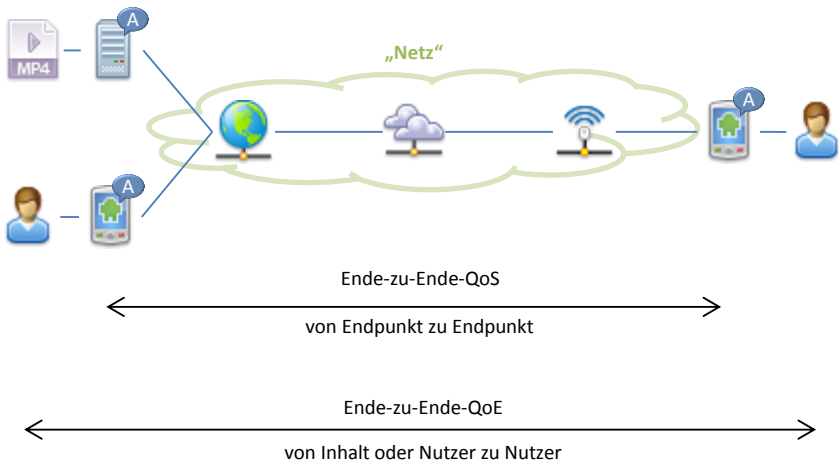 A
„Netz“
MP4
A
A
Ende-zu-Ende-QoS
von Endpunkt zu Endpunkt
Ende-zu-Ende-QoE
von Inhalt oder Nutzer zu Nutzer